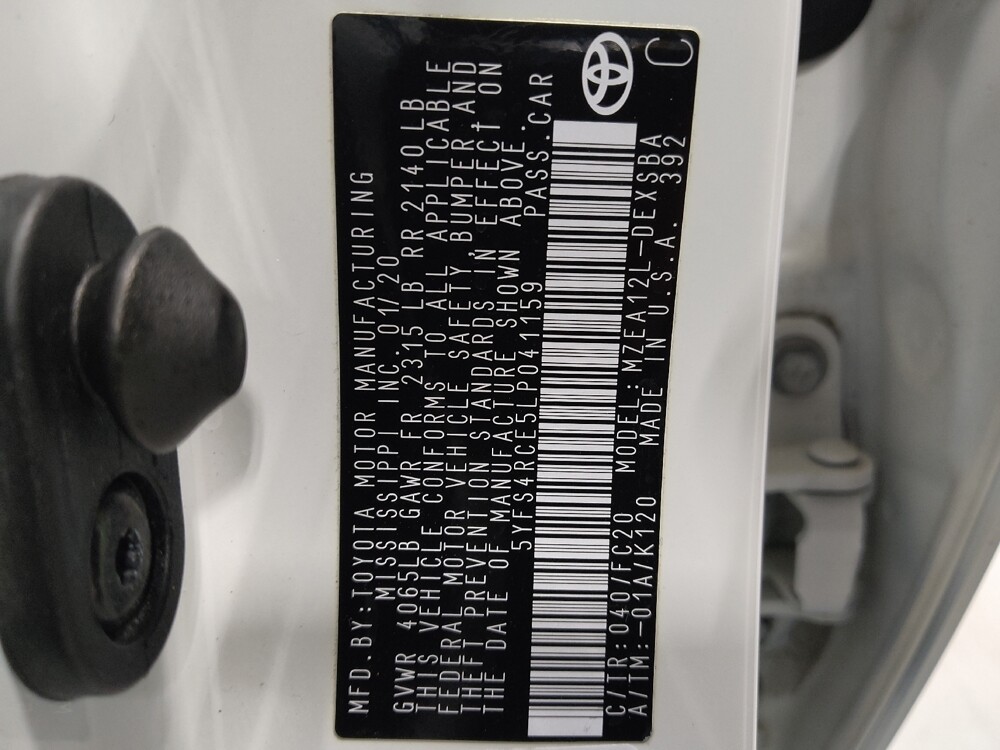 MFD.BY:TOYOTA MOTOR MANUFACTURING
MISSISSIPPI INC. 01/20
GVWR 4065LB GAWR FR 2315 LB RR 2140LB
THIS VEHICLE CONFORMS TO ALL APPLICABLE
FEDERAL MOTOR VEHICLE SAFETY, BUMPER, AND
THEFT PREVENTION STANDARDS IN EFFECT ON
THE DATE OF MANUFACTURE SHOWN ABOVE.
5YFS4RCE5LP041159 PASS.CAR
C/TR:040/FC20 MODEL:MZEA12L-DEXSBA
A/TM:-01A/K120 MADE IN U.S.A. 392
C